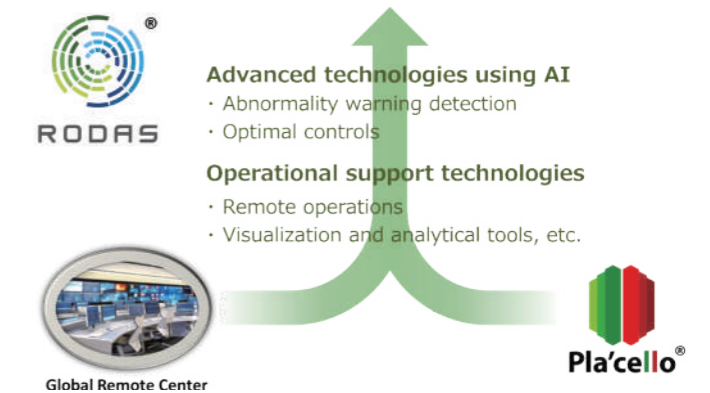 ®
RODAS
Advanced technologies using AI
・Abnormality warning detection
・Optimal controls
Operational support technologies
・Remote operations
・Visualization and analytical tools, etc.
Global Remote Center
Pla'cello®